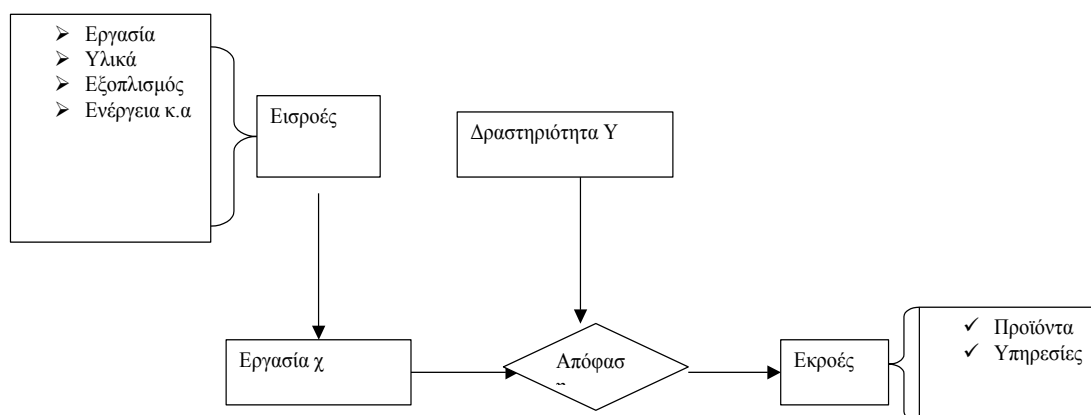 ➢ Εργασία
➢ Υλικά
➢ Εξοπλισμός
➢ Ενέργεια κ.α
Εισροές
Δραστηριότητα Υ
Εργασία χ
Απόφασ
Εκροές
✓ Προϊόντα
✓ Υπηρεσίες